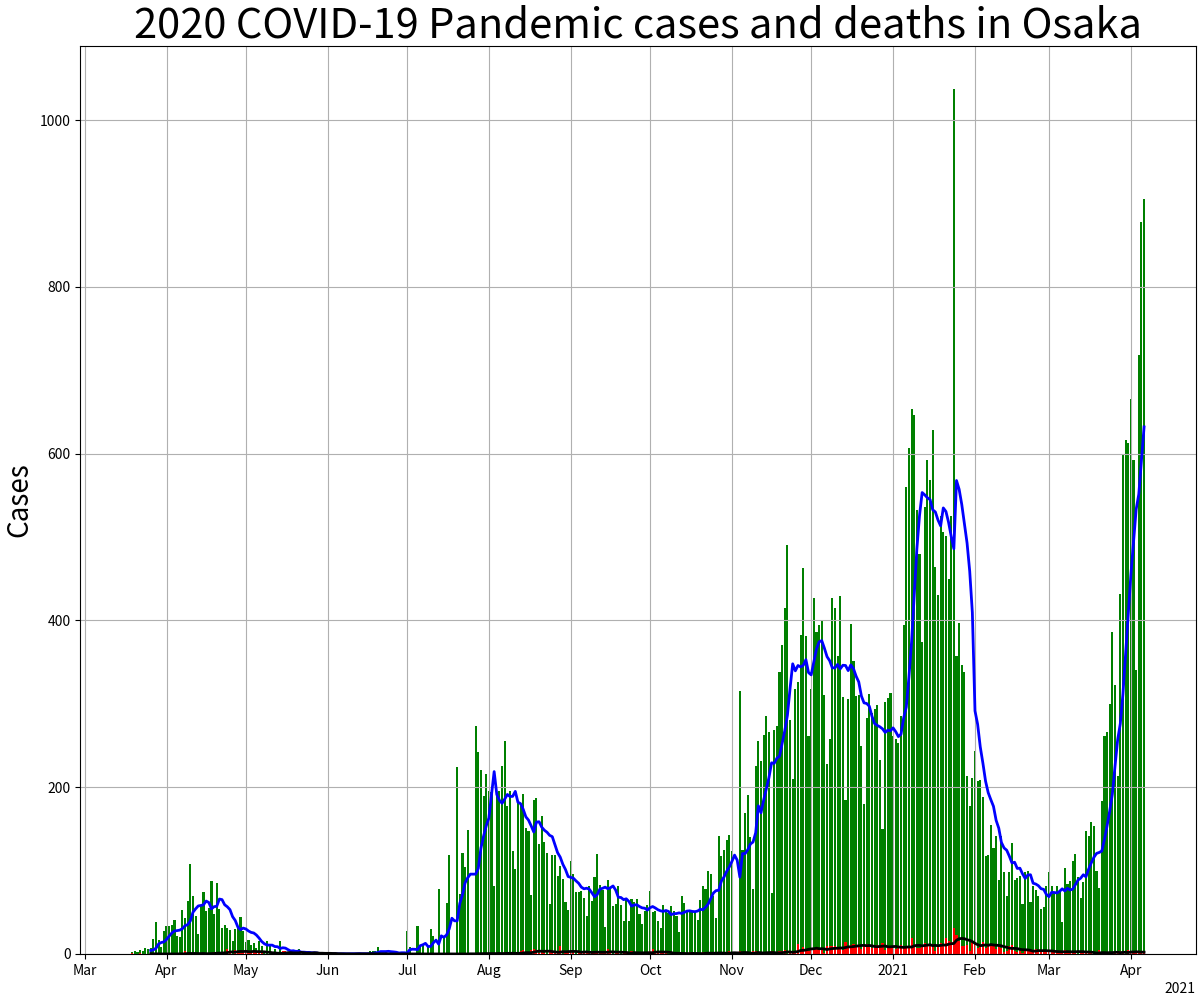 2020 COVID-19 Pandemic cases and deaths in Osaka
Cases
1000
800
600
400
200
0
Mar Apr May Jun Jul Aug Sep Oct Nov Dec 2021 Feb Mar Apr
2021